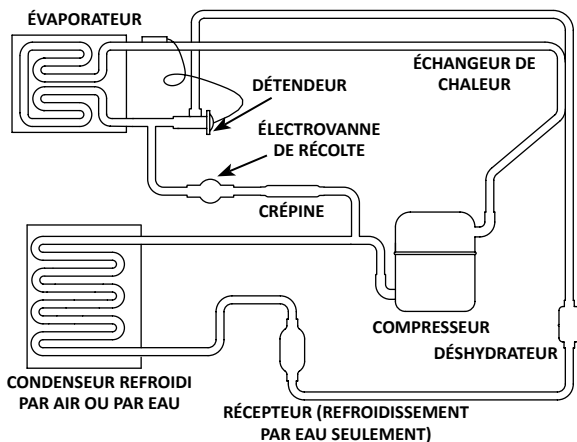 ÉVAPORATEUR
ÉCHANGEUR DE
CHALEUR
DÉTENDEUR
ÉLECTROVANNE
DE RÉCOLTE
CRÉPINE
COMPRESSEUR
DÉSHYDRATEUR
CONDENSEUR REFROIDI
PAR AIR OU PAR EAU
RÉCEPTEUR (REFROIDISSEMENT
PAR EAU SEULEMENT)